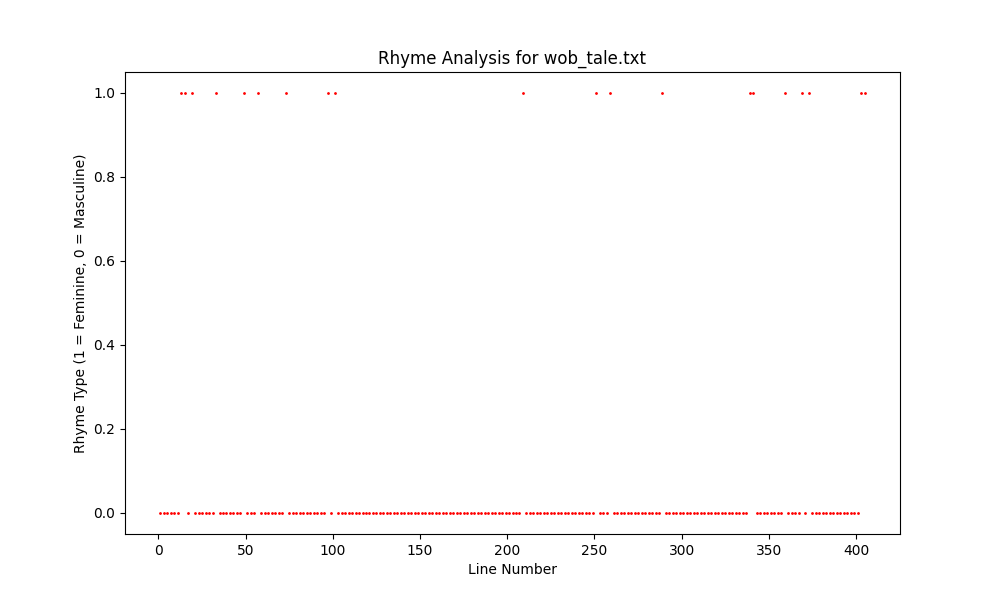 Rhyme Analysis for wob_tale.txt
Rhyme Type (1 = Feminine, 0 = Masculine)
1.0
0.8
0.6
0.4
0.2
0.0
0 50 100 150 200 250 300 350 400
Line Number